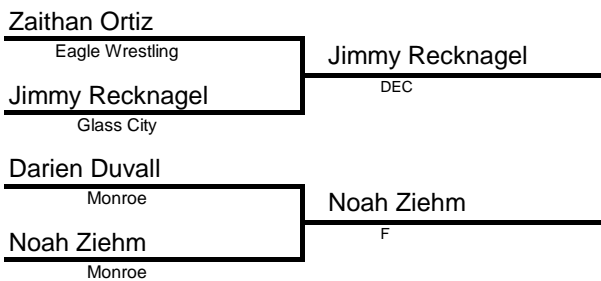 Zaithan Ortiz
Eagle Wrestling
Jimmy Recknagel
DEC
Jimmy Recknagel
Glass City
Darien Duvall
Monroe
Noah Ziehm
F
Noah Ziehm
Monroe